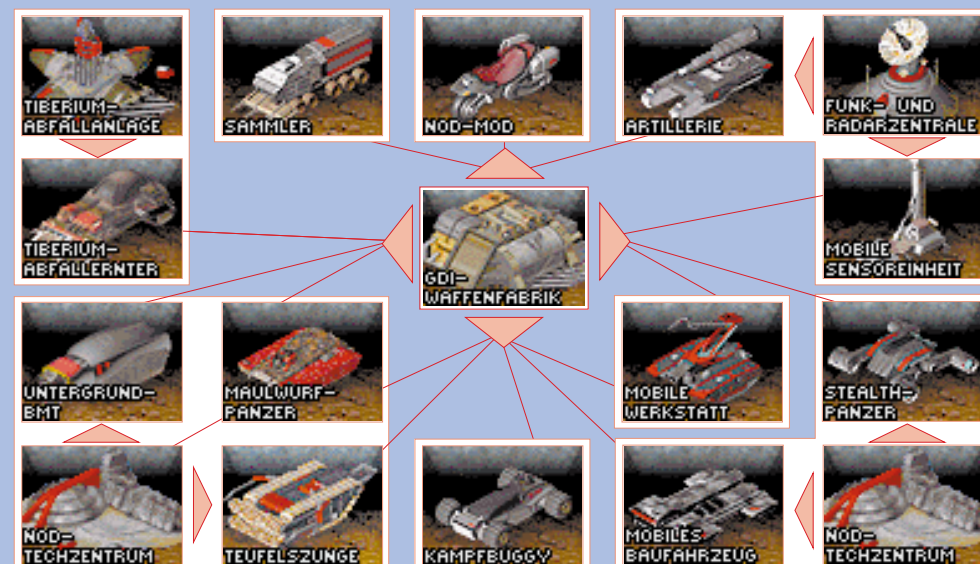 TIBERIUM-
ABFALLANLAGE
SAMMLER
NOD-MOD
ARTILLERIE
FUNK- UND
RADARZENTRALE
TIBERIUM-
ABFALLERNTER
GDI-
WAFFENFABRIK
MOBILE
SENSOREINHEIT
UNTERGRUND-
BMT
MAULWURF-
PANZER
MOBILE
WERKSTATT
STEALTH-
PANZER
NOD-
TECHZENTRUM
TEUFELSZUNGE
KAMPFBUGGY
MOBILES
BAUFAHRZEUG
NOD-
TECHZENTRUM